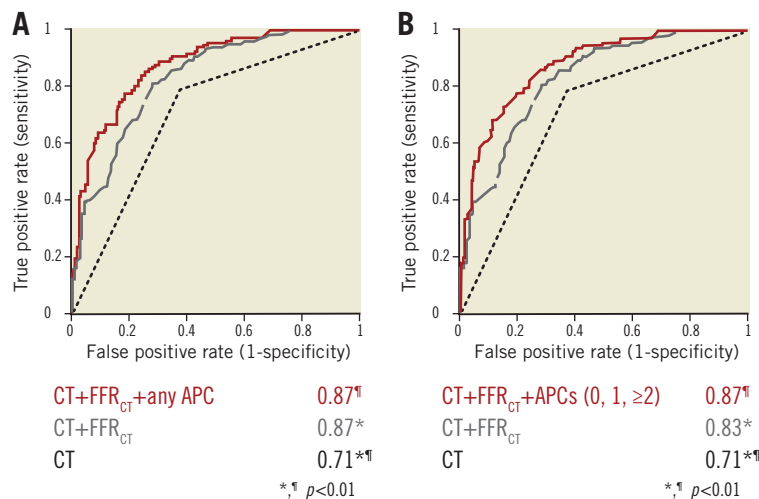 A
1
0.8
0.6
0.4
0.2
0
True positive rate (sensitivity)
0 0.2 0.4 0.6 0.8 1
False positive rate (1-specificity)
CT+FFRCT+any APC 0.87¶
CT+FFRCT 0.87*
CT 0.71*¶
*,¶ p<0.01
B
1
0.8
0.6
0.4
0.2
0
True positive rate (sensitivity)
0 0.2 0.4 0.6 0.8 1
False positive rate (1-specificity)
CT+FFRCT+APCs (0, 1, ≥2) 0.87¶
CT+FFRCT 0.83*
CT 0.71*¶
*,¶ p<0.01